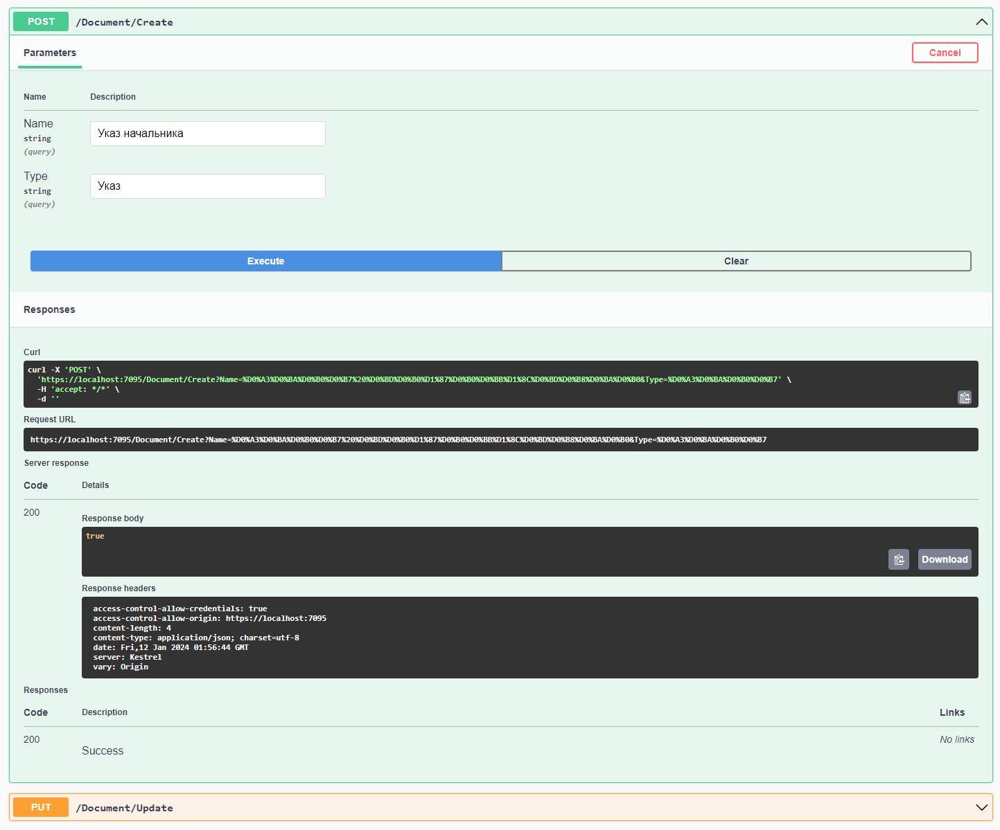 POST /Document/Create
Parameters
Cancel
Name Description
Name
string
(query)
Указ начальника
Type
string
(query)
Указ
Execute Clear
Responses
Curl
curl -X 'POST' \
'https://localhost:7095/Document/Create?Name=%D0%A3%D0%BA%D0%B0%D0%B7%20%D0%BD%D0%B0%D1%87%D0%B0%D0%BB%D1%8C%D0%BD%D0%B8%D0%BA%D0%B0&Type=%D0%A3%D0%BA%D0%B0%D0%B7' \
-H 'accept: */*' \
-d ''
Request URL
https://localhost:7095/Document/Create?Name=%D0%A3%D0%BA%D0%B0%D0%B7%20%D0%BD%D0%B0%D1%87%D0%B0%D0%BB%D1%8C%D0%BD%D0%B8%D0%BA%D0%B0&Type=%D0%A3%D0%BA%D0%B0%D0%B7
Server response
Code Details
200
Response body
true
Download
Response headers
access-control-allow-credentials: true
access-control-allow-origin: https://localhost:7095
content-length: 4
content-type: application/json; charset=utf-8
date: Fri,12 Jan 2024 01:56:44 GMT
server: Kestrel
vary: Origin
Responses
Code Description Links
200 No links
Success
PUT /Document/Update